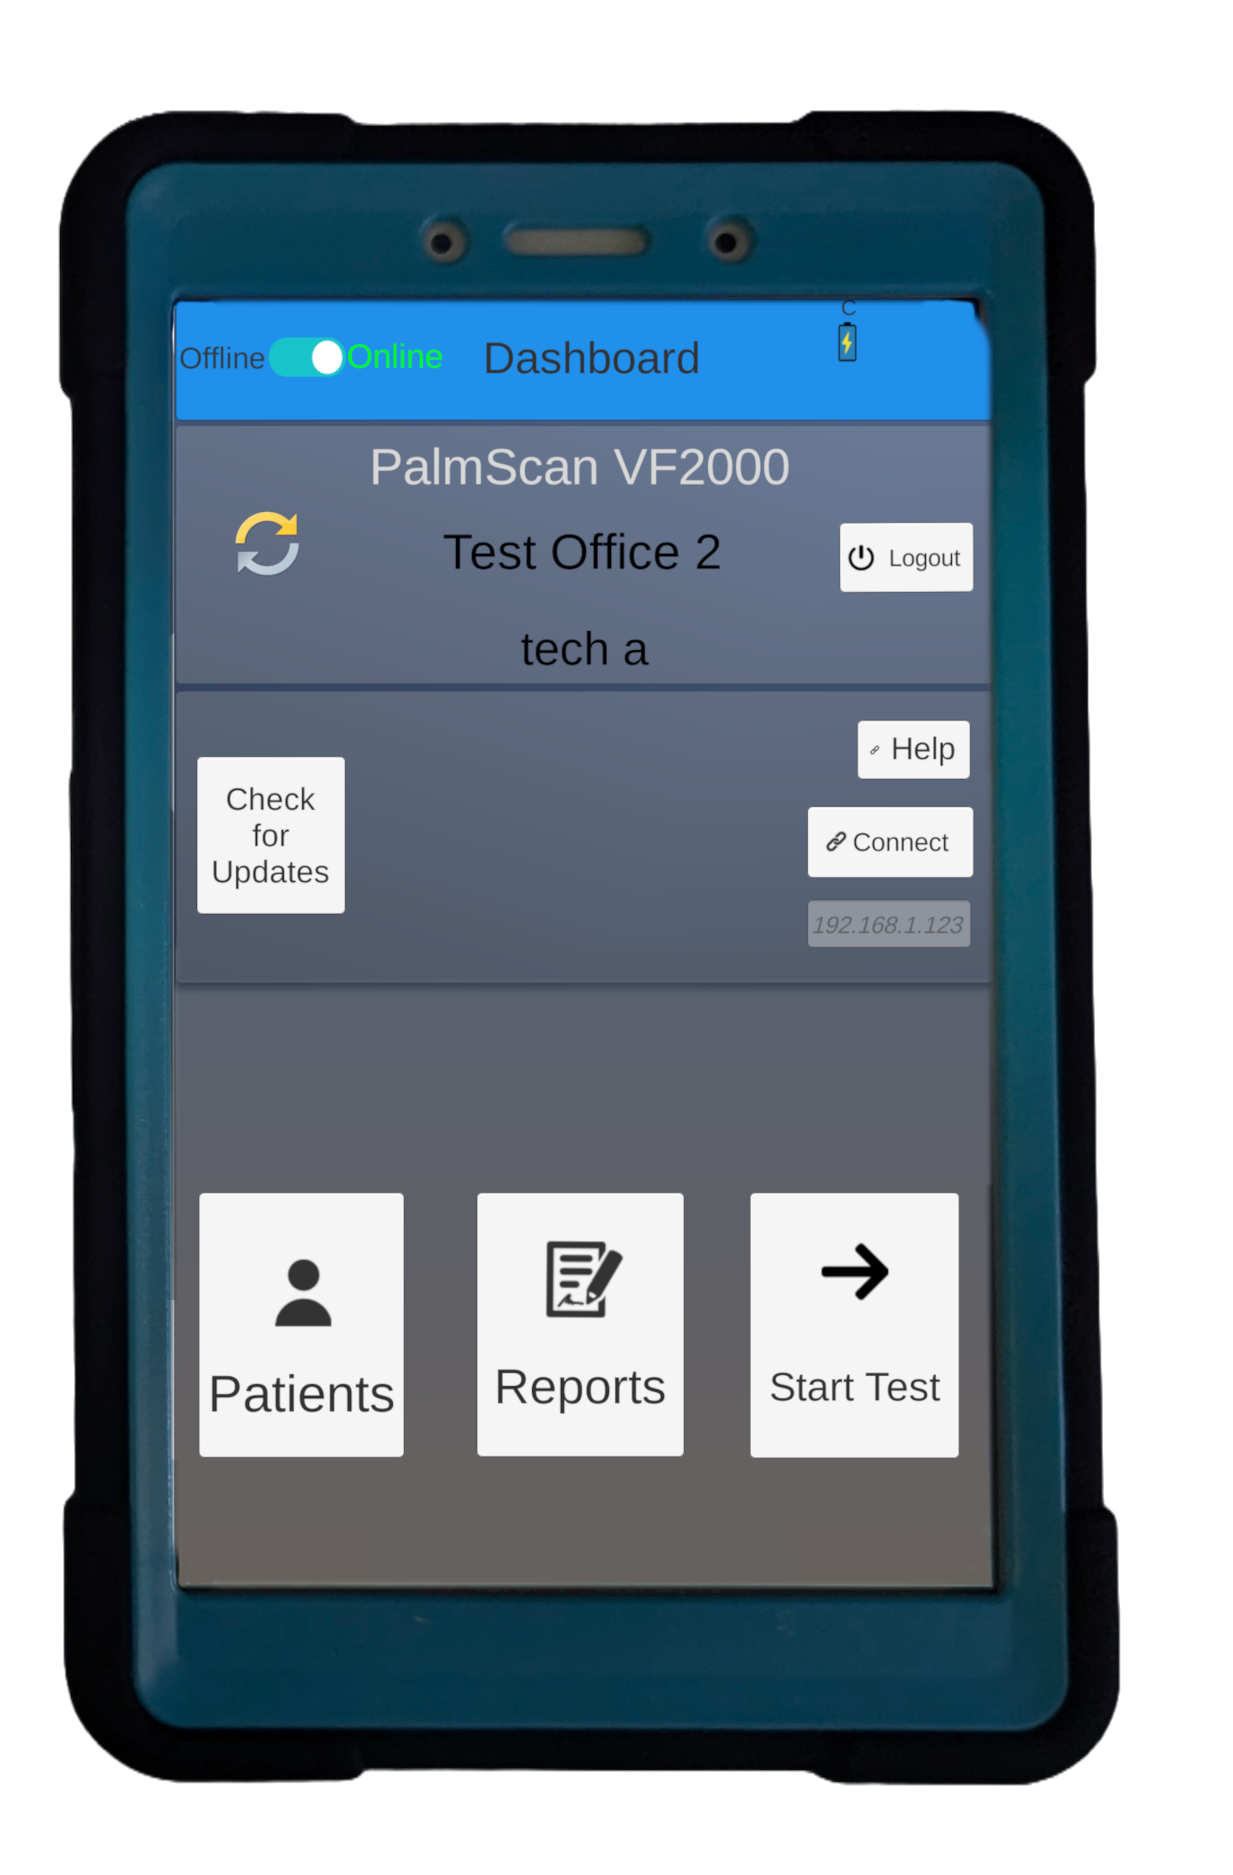 C
Offline Online Dashboard
PalmScan VF2000
Test Office 2
Logout
tech a
Help
Check
for
Updates
Connect
192.168.1.123
Patients
Reports
Start Test